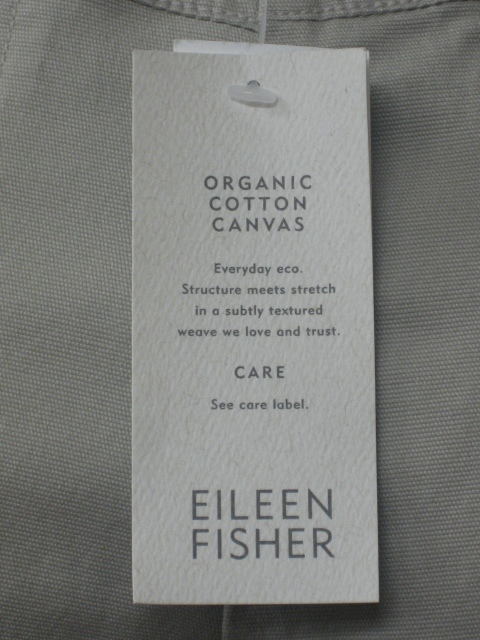 ORGANIC
COTTON
CANVAS
Everyday eco.
Structure meets stretch
in a subtly textured
weave we love and trust.
CARE
See care label.
EILEEN
FISHER